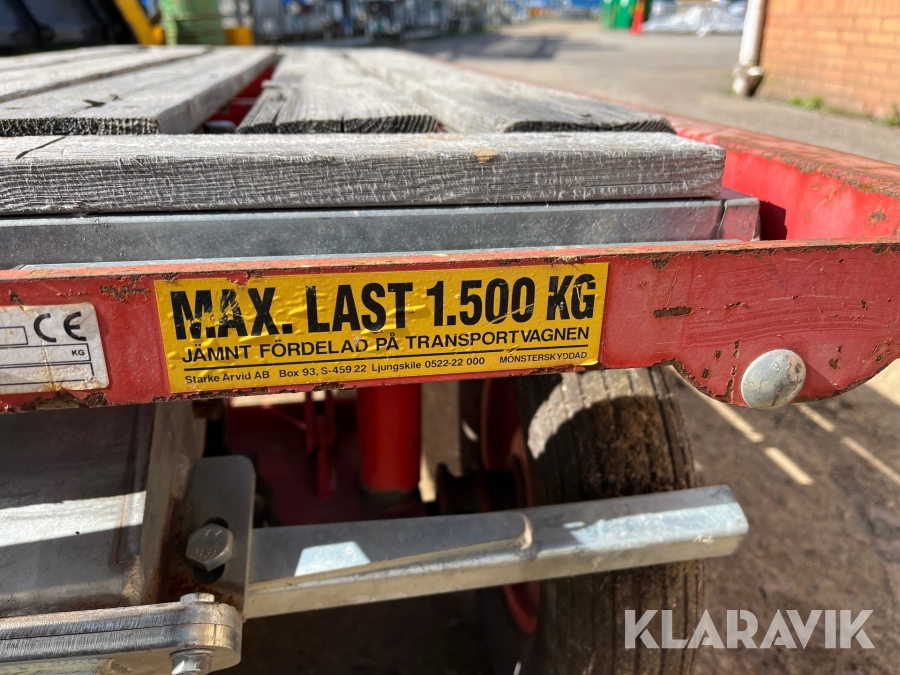 MAX. LAST 1.500 KG
JÄMNT FÖRDELAD PÅ TRANSPORTVAGNEN
Starke Arvid AB Box 93, S-459 22 Ljungskile 0522-22 000 MÖNSTERSKYDDAD
CE
KG
KLARAVIK